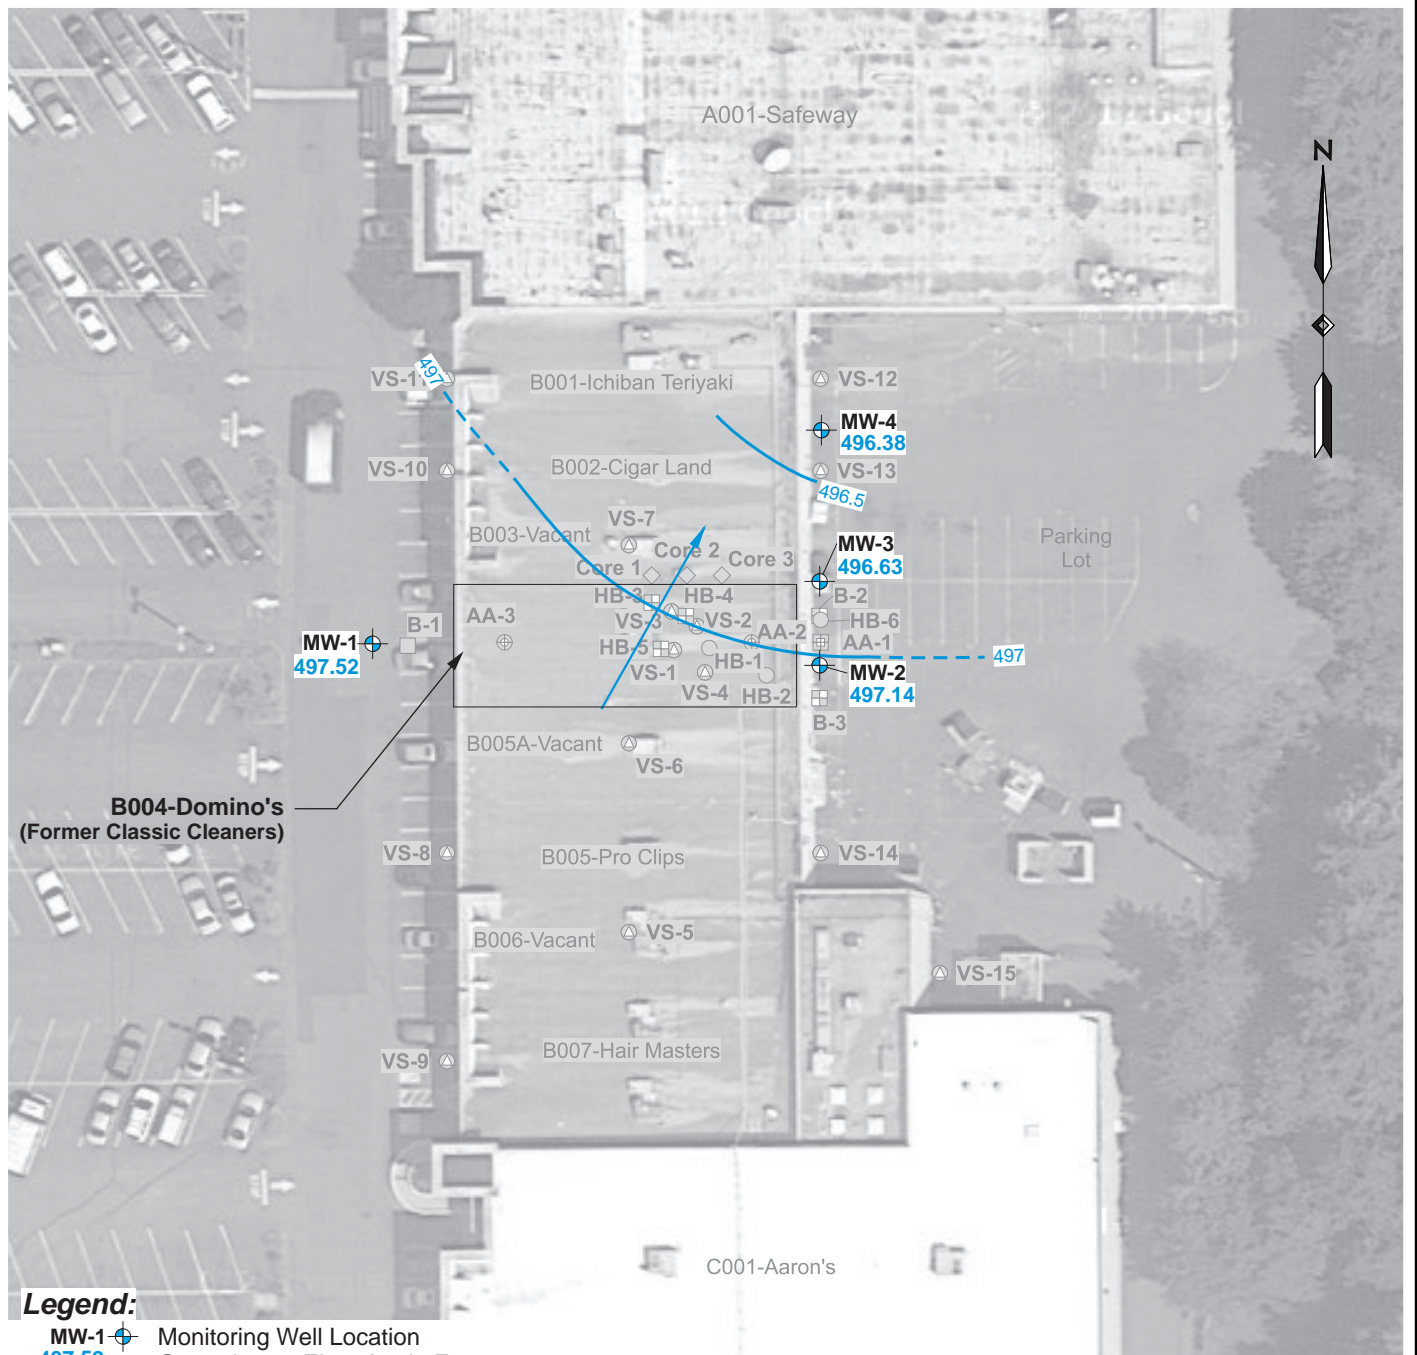 A001-Safeway
N
VS-11
497
B001-Ichiban Teriyaki
VS-12
MW-4
496.38
VS-10
B002-Cigar Land
VS-13
496.5
B003-Vacant
VS-7
Parking
Lot
MW-3
496.63
Core 1
Core 2
Core 3
HB-3
HB-4
B-2
AA-3
VS-3
VS-2
AA-2
HB-6
B-1
AA-1
MW-1
497.52
HB-5
HB-1
497
VS-1
VS-4
HB-2
MW-2
497.14
B-3
B005A-Vacant
VS-6
B004-Domino's
(Former Classic Cleaners)
VS-8
B005-Pro Clips
VS-14
B006-Vacant
VS-5
VS-15
VS-9
B007-Hair Masters
C001-Aaron's
Legend:
MW-1 Monitoring Well Location